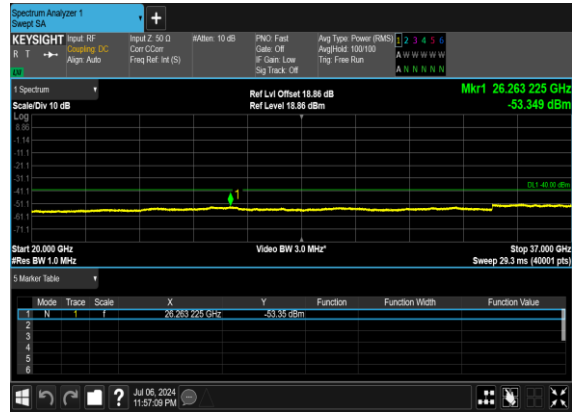 Spectrum Analyzer 1
Swept SA
+
KEYSIGHT Input: RF Input Z: 50 Ω #Atten: 10 dB PNO: Fast Avg Type: Power (RMS) 1 2 3 4 5 6
R T Coupling: DC Corr CCorr Gate: Off Avg|Hold: 100/100 A W W W W W
Align: Auto Freq Ref: Int (S) IF Gain: Low Trig: Free Run
Sig Track: Off A N N N N N
1 Spectrum
Ref Lvl Offset 18.86 dB Mkr1 26.263 225 GHz
Scale/Div 10 dB Ref Level 18.86 dBm -53.349 dBm
Log
8.86
-1.14
-11.1
-21.1
-31.1
DL1 -40.00 dBm
-41.1
1
-51.1
-61.1
-71.1
Start 20.000 GHz Video BW 3.0 MHz* Stop 37.000 GHz
#Res BW 1.0 MHz Sweep 29.3 ms (40001 pts)
5 Marker Table
Mode Trace Scale X Y Function Function Width Function Value
1 N 1 f 26.263 225 GHz -53.35 dBm
2
3
4
5
6
? Jul 06, 2024
11:57:09 PM